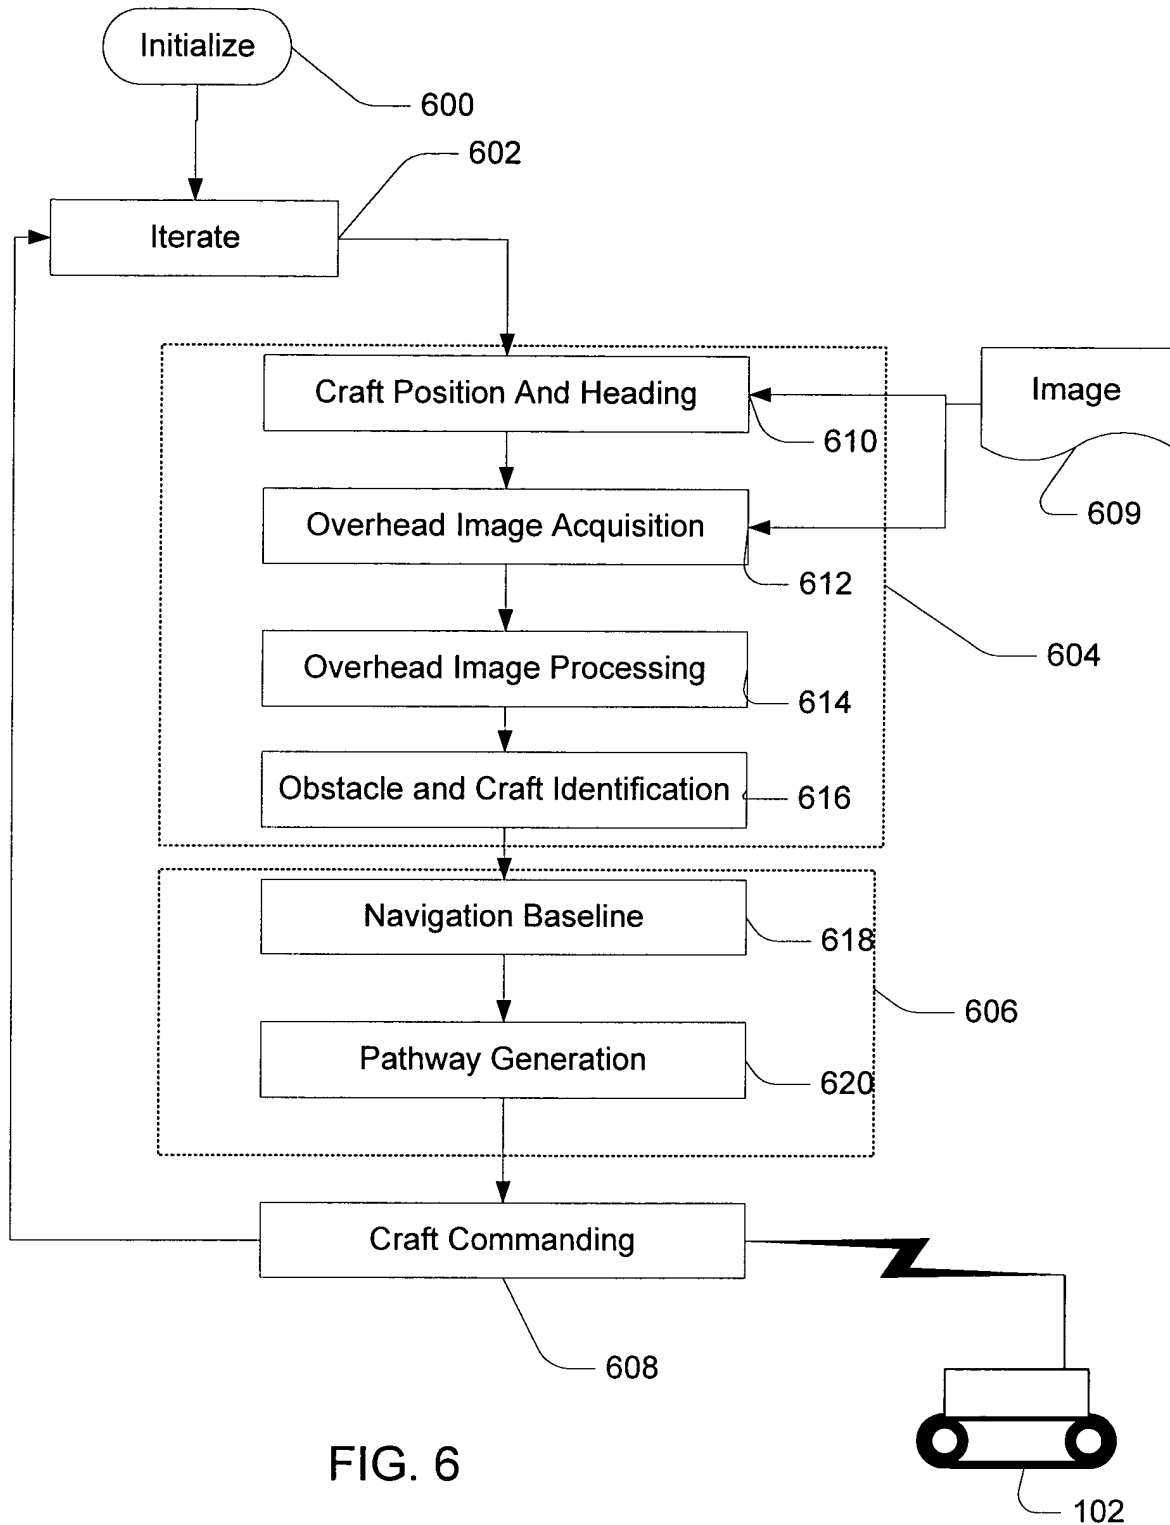 Initialize
600
602
Iterate
Craft Position And Heading
Image
610
Overhead Image Acquisition
609
612
604
Overhead Image Processing
614
Obstacle and Craft Identification
616
Navigation Baseline
618
606
Pathway Generation
620
Craft Commanding
608
FIG. 6
102